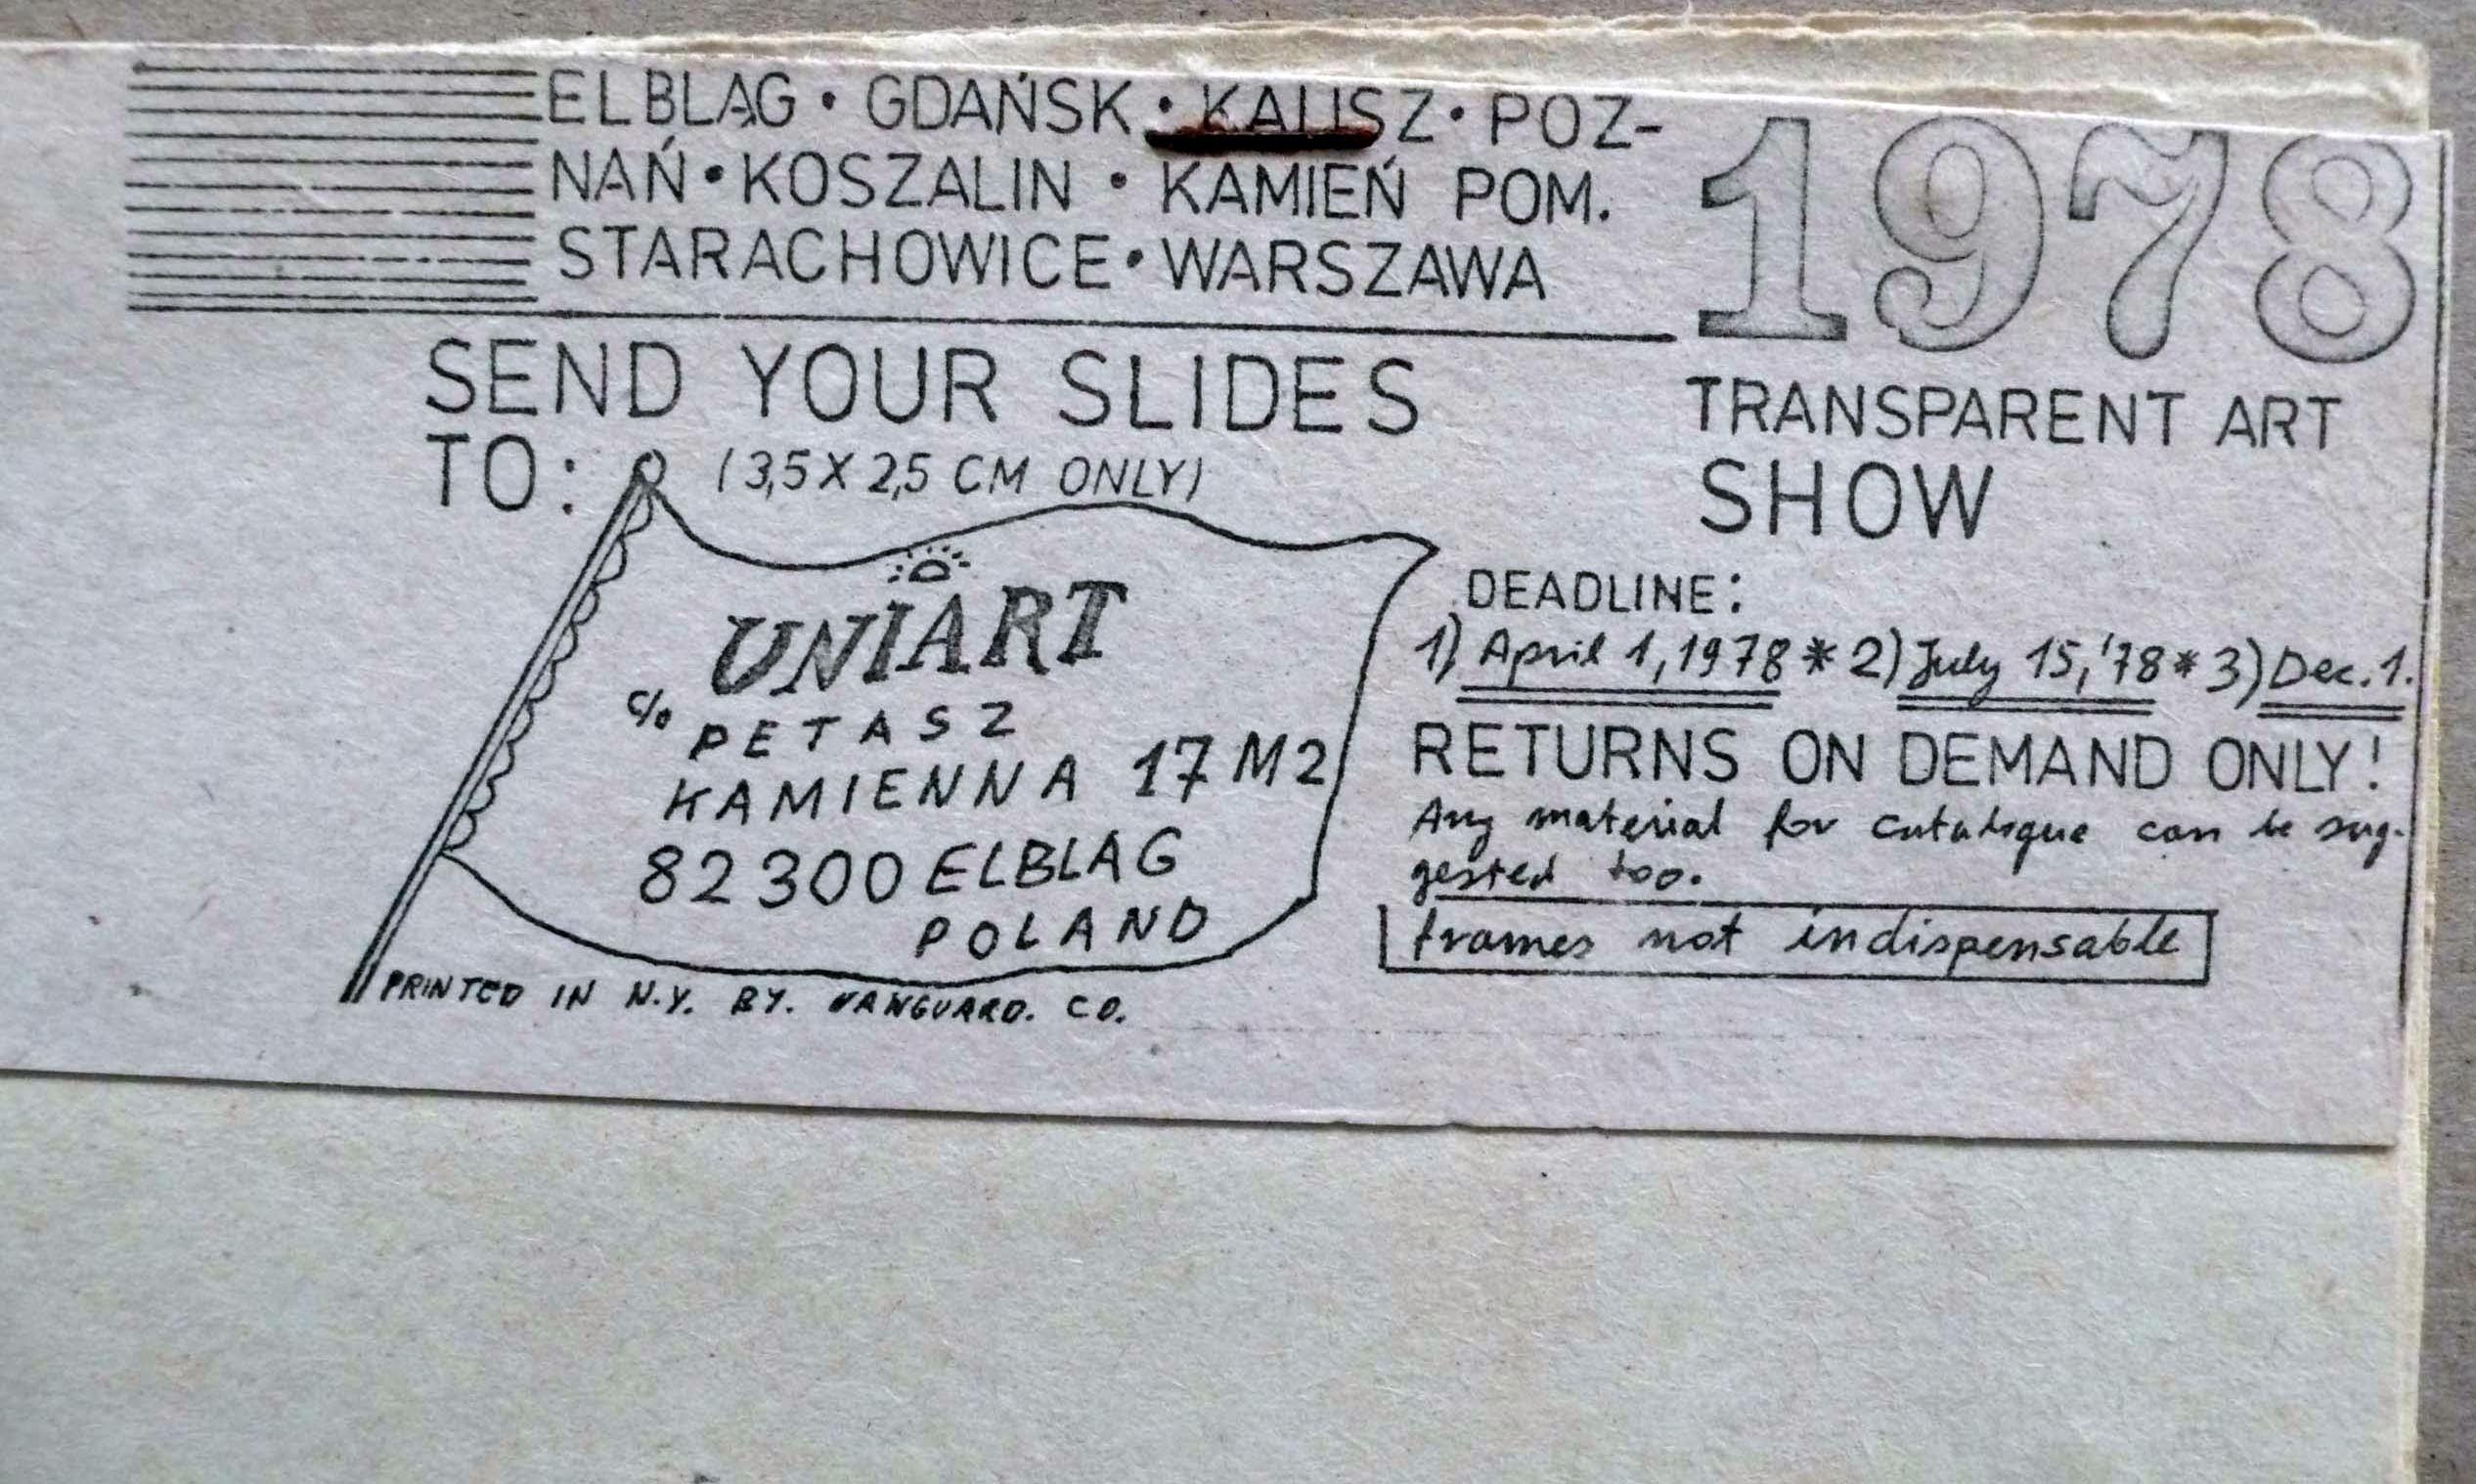 ELBLĄG • GDAŃSK • KALISZ • POZ-
NAŃ • KOSZALIN • KAMIEŃ POM.
STARACHOWICE • WARSZAWA
1978
TRANSPARENT ART
SHOW
SEND YOUR SLIDES
TO: (3,5 X 2,5 CM ONLY)
UNIART
c/o PETASZ
KAMIENNA 17 M2
82300 ELBLAG
POLAND
PRINTED IN N.Y. BY. VANGUARD. CO.
DEADLINE:
1) April 1, 1978 * 2) July 15, '78 * 3) Dec. 1.
RETURNS ON DEMAND ONLY!
Any material for catalogue can be sug-
gested too.
frames not indispensable